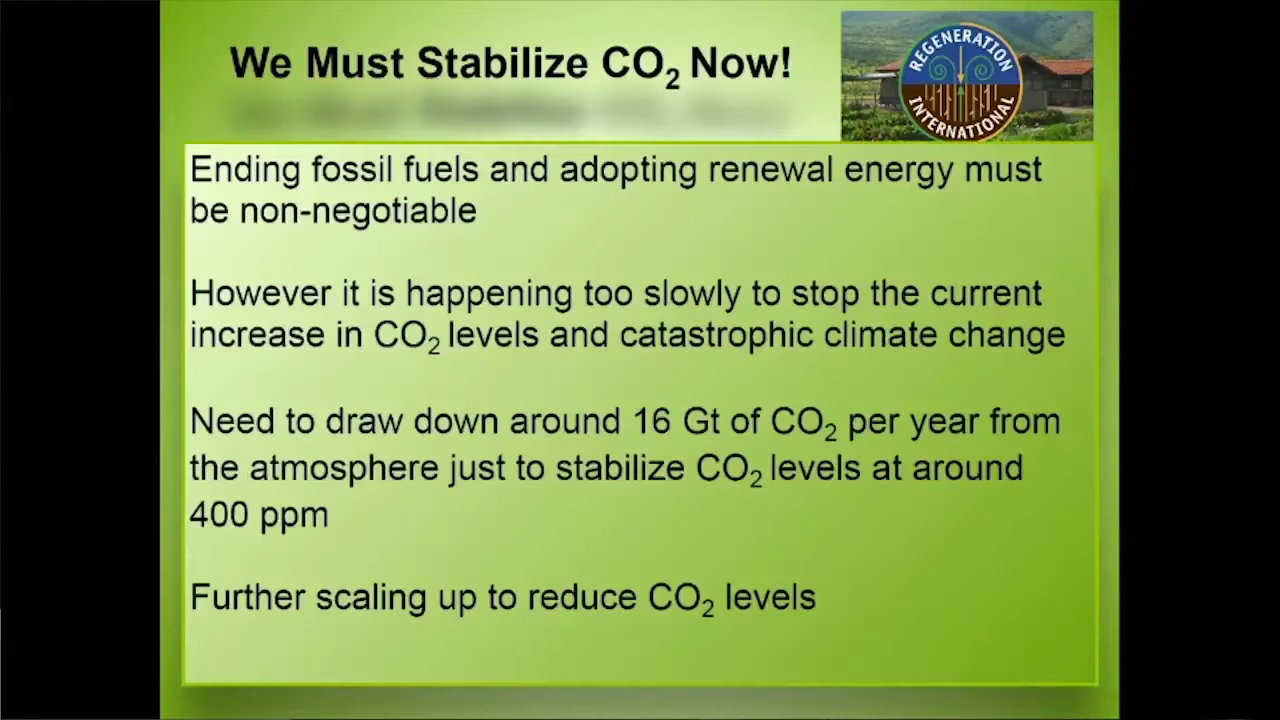 We Must Stabilize CO₂ Now!
REGENERATION
INTERNATIONAL
Ending fossil fuels and adopting renewal energy must
be non-negotiable
However it is happening too slowly to stop the current
increase in CO₂ levels and catastrophic climate change
Need to draw down around 16 Gt of CO₂ per year from
the atmosphere just to stabilize CO₂ levels at around
400 ppm
Further scaling up to reduce CO₂ levels